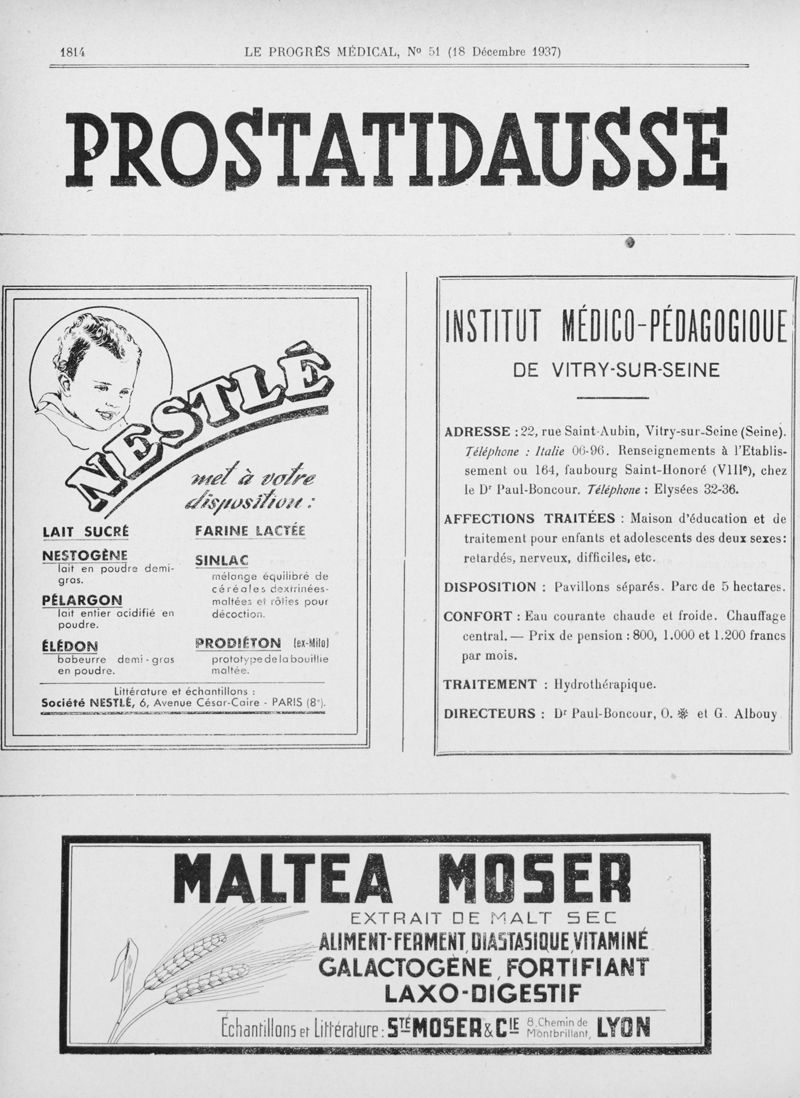 1814
LE PROGRÈS MÉDICAL, Nº 51 (18 Décembre 1937)
PROSTATIDAUSSE
NESTLÉ
met à votre
disposition :
LAIT SUCRÉ
NESTOGÈNE
lait en poudre demi-
gras.
PÉLARGON
lait entier acidifié en
poudre.
ÉLÉDON
babeurre demi-gras
en poudre.
FARINE LACTÉE
SINLAC
mélange équilibré de
céréales dextrinées-
maltées et rôties pour
décoction.
PRODIÉTON (ex-Milo)
prototype de la bouillie
maltée.
Littérature et échantillons :
Société NESTLÉ, 6, Avenue César-Caire - PARIS (8ᵉ).
INSTITUT MÉDICO-PÉDAGOGIQUE
DE VITRY-SUR-SEINE
ADRESSE : 22, rue Saint-Aubin, Vitry-sur-Seine (Seine).
Téléphone : Italie 06-96. Renseignements à l'Etablis-
sement ou 164, faubourg Saint-Honoré (VIIIᵉ), chez
le Dʳ Paul-Boncour. Téléphone : Elysées 32-36.
AFFECTIONS TRAITÉES : Maison d'éducation et de
traitement pour enfants et adolescents des deux sexes:
retardés, nerveux, difficiles, etc.
DISPOSITION : Pavillons séparés. Parc de 5 hectares.
CONFORT : Eau courante chaude et froide. Chauffage
central. — Prix de pension : 800, 1.000 et 1.200 francs
par mois.
TRAITEMENT : Hydrothérapique.
DIRECTEURS : Dʳ Paul-Boncour, O. ✻ et G. Albouy
MALTEA MOSER
EXTRAIT DE MALT SEC
ALIMENT-FERMENT, DIASTASIQUE, VITAMINÉ
GALACTOGÈNE, FORTIFIANT
LAXO-DIGESTIF
Échantillons et Littérature : STÉ MOSER & CIE 8, Chemin de Montbrillant, LYON